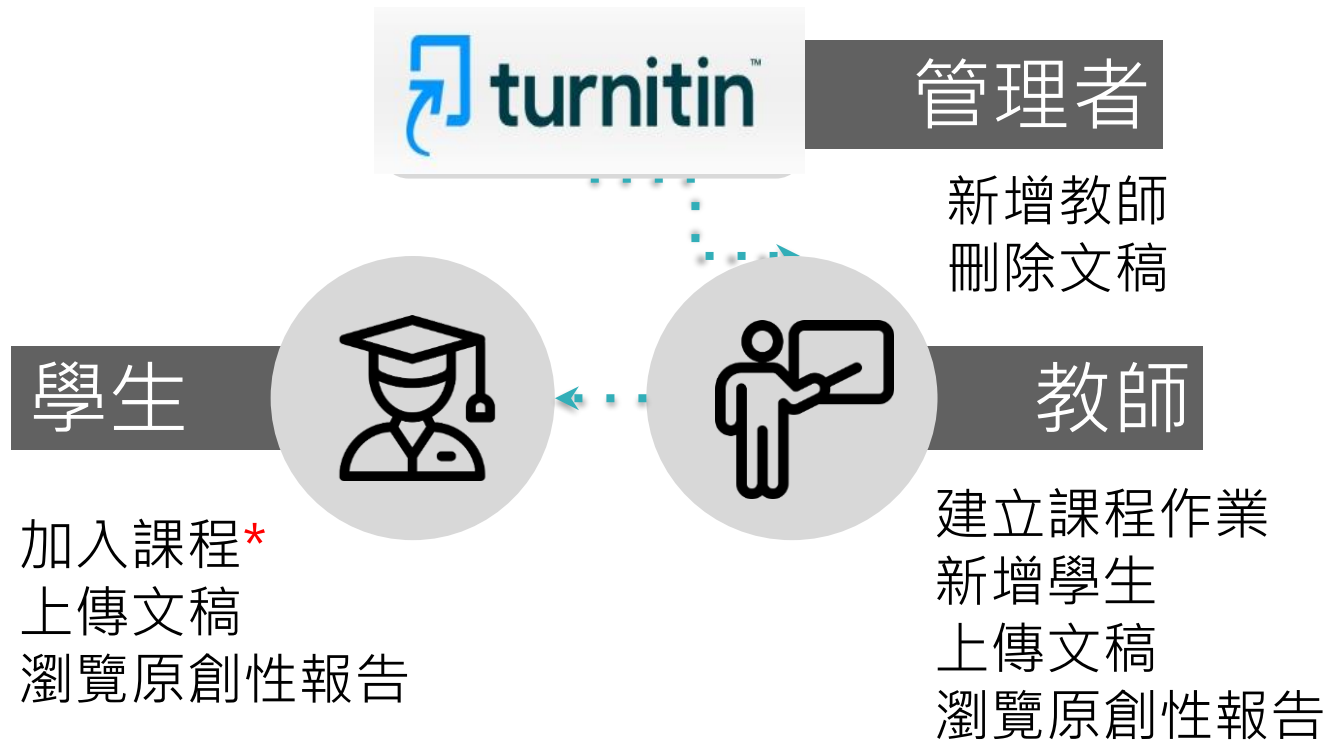 turnitin™
管理者
新增教師
刪除文稿
學生
教師
加入課程*
上傳文稿
瀏覽原創性報告
建立課程作業
新增學生
上傳文稿
瀏覽原創性報告